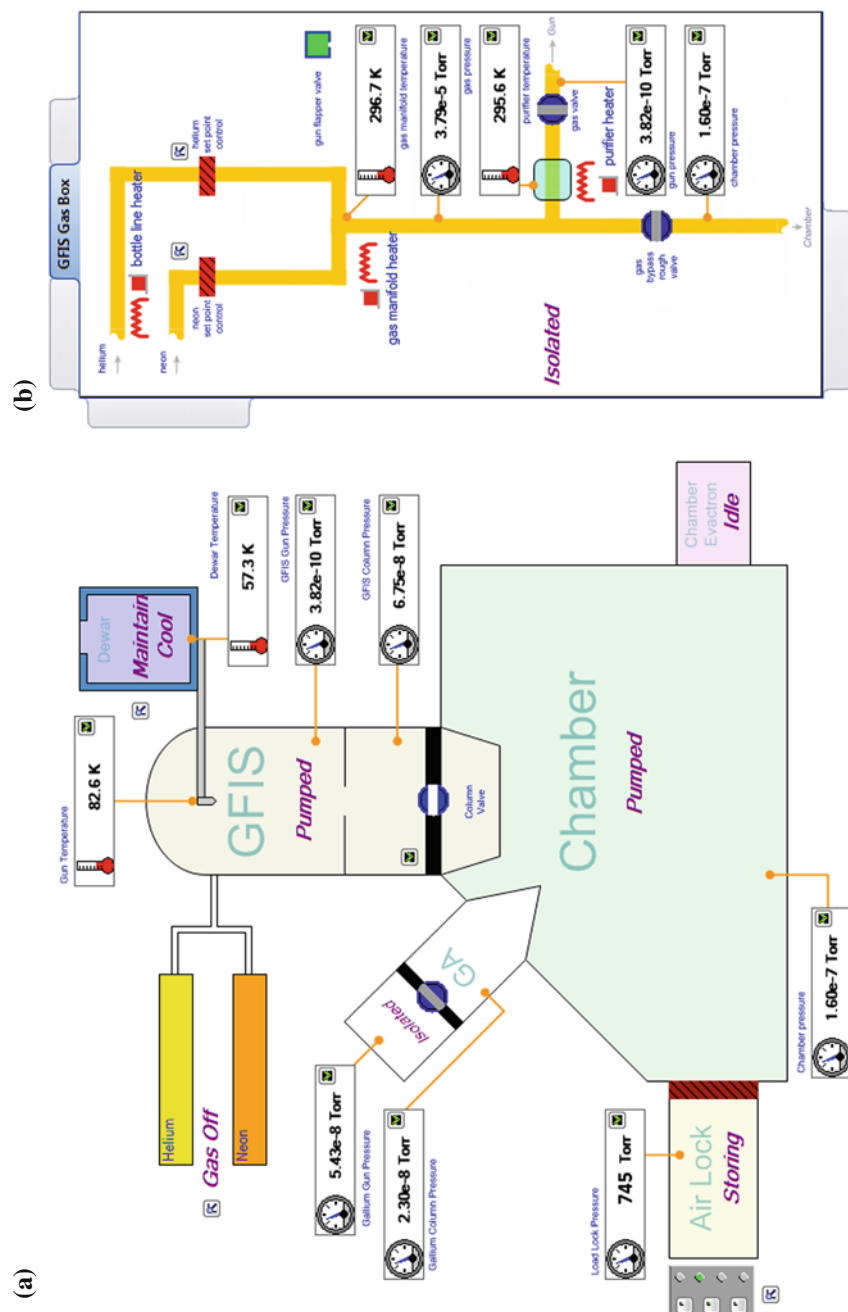 (a)
Helium
Gas Off
Neon
Gun Temperature
82.6 K
Dewar
Maintain
Cool
Dewar Temperature
57.3 K
GFIS
Pumped
GFIS Gun Pressure
3.82e-10 Torr
GFIS Column Pressure
6.75e-8 Torr
Column
Valve
Isolated
GA
5.43e-8 Torr
Gallium Gun Pressure
2.30e-8 Torr
Gallium Column Pressure
Chamber
Pumped
Chamber
Evactron
Idle
Load Lock Pressure
745 Torr
Air Lock
Storing
Chamber pressure
1.60e-7 Torr
(b)
GFIS Gas Box
helium
bottle line heater
neon
neon
set point
control
helium
set point
control
gun flapper valve
gas manifold heater
296.7 K
gas manifold temperature
3.79e-5 Torr
gas pressure
Isolated
295.6 K
purifier temperature
Gun
gas valve
purifier heater
3.82e-10 Torr
gun pressure
gas
bypass
rough
valve
1.60e-7 Torr
chamber pressure
Chamber